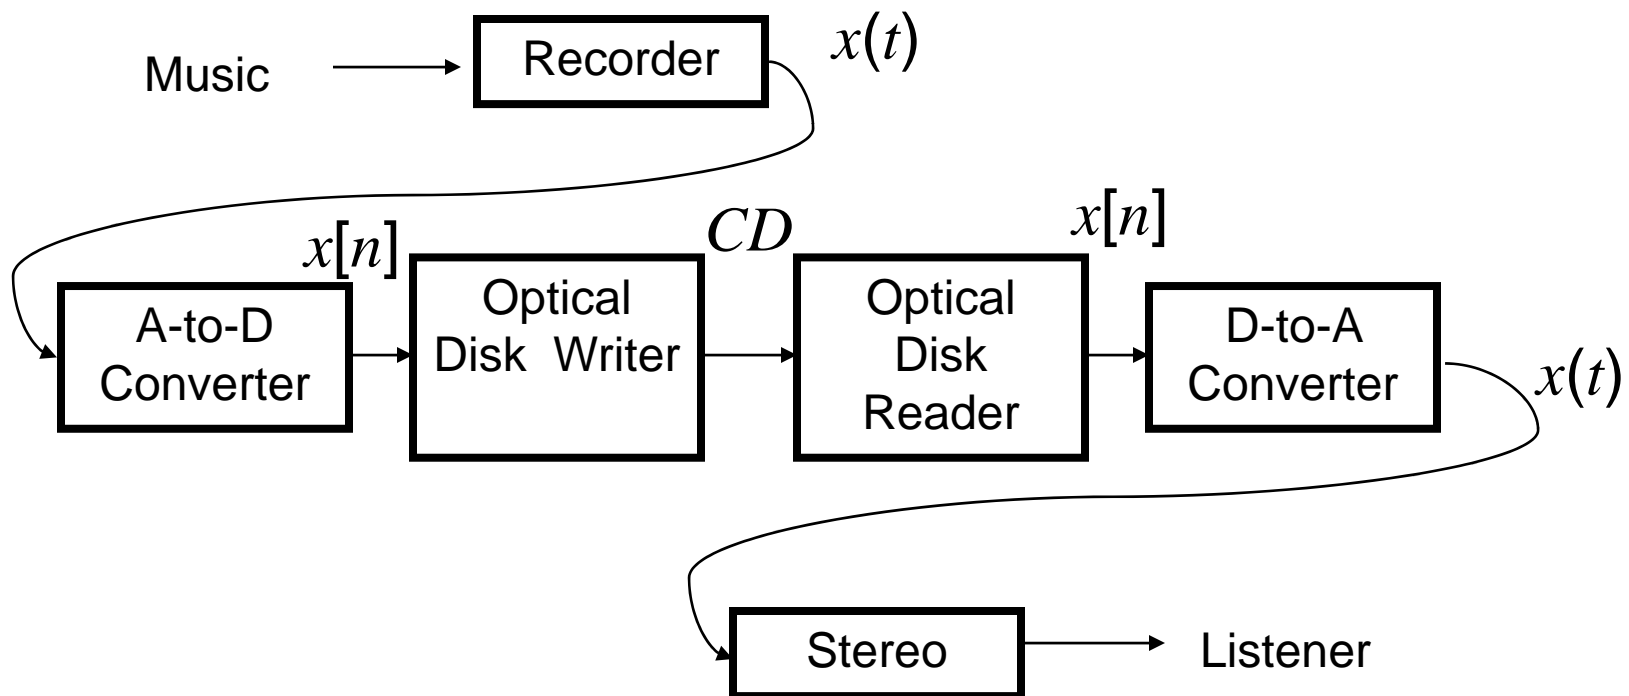 Music
Recorder
x(t)
x[n]
CD
x[n]
A-to-D
Converter
Optical
Disk Writer
Optical
Disk
Reader
D-to-A
Converter
x(t)
Stereo
Listener